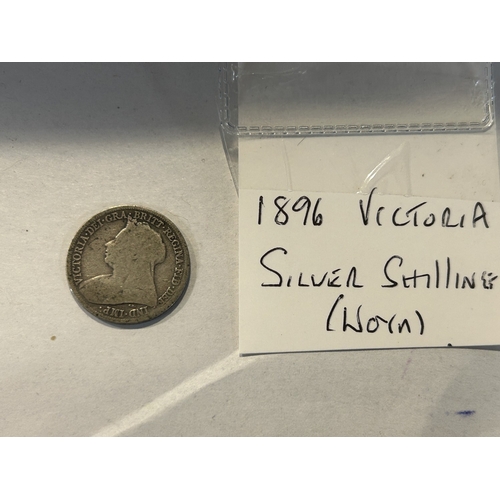 VICTORIA·DEI·GRA·BRITT·REGINA·FID·DEF·
IND·IMP·
1896 VICTORIA
SILVER SHILLING
(WORN)